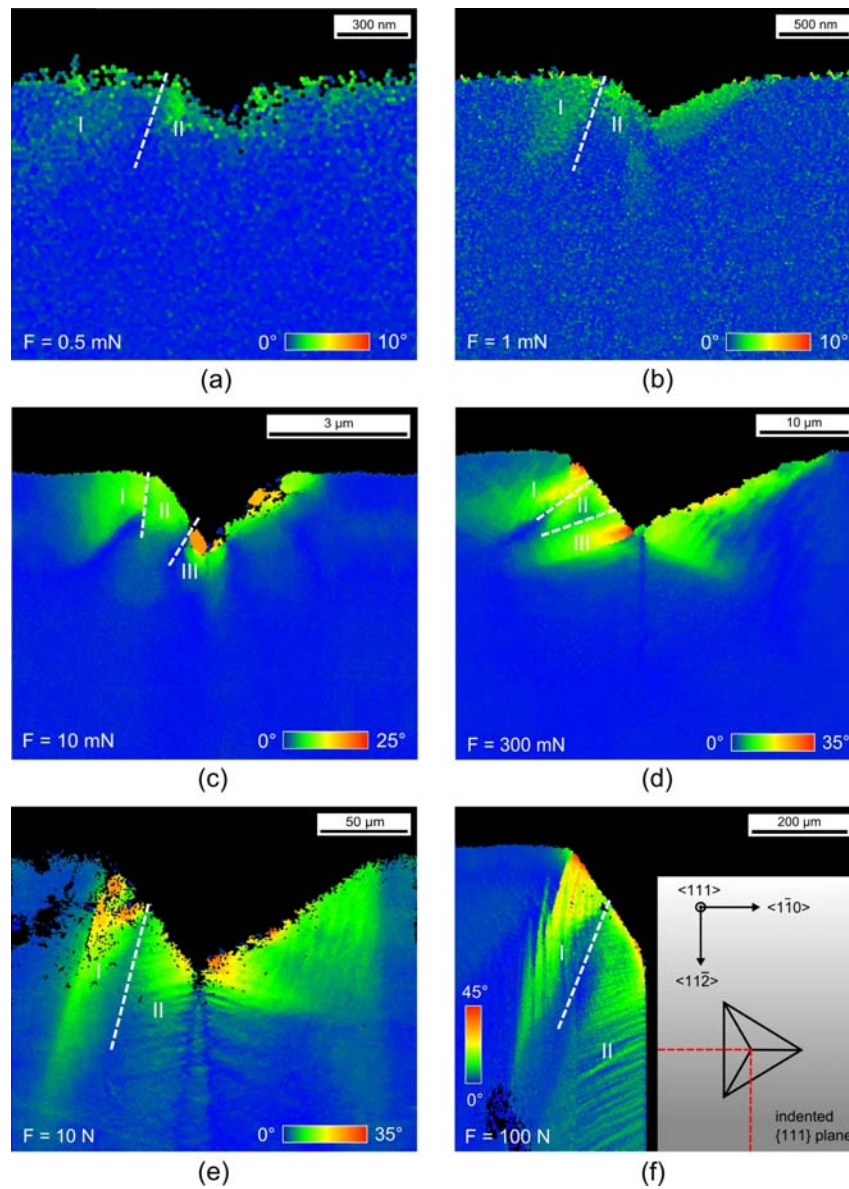 300 nm
I
II
F = 0.5 mN
0°
10°
(a)
500 nm
I
II
F = 1 mN
0°
10°
(b)
3 µm
I
II
III
F = 10 mN
0°
25°
(c)
10 µm
I
II
III
F = 300 mN
0°
35°
(d)
50 µm
I
II
F = 10 N
0°
35°
(e)
200 µm
I
II
45°
0°
F = 100 N
<111>
<11̅0>
<112̅>
indented
{111} plane
(f)